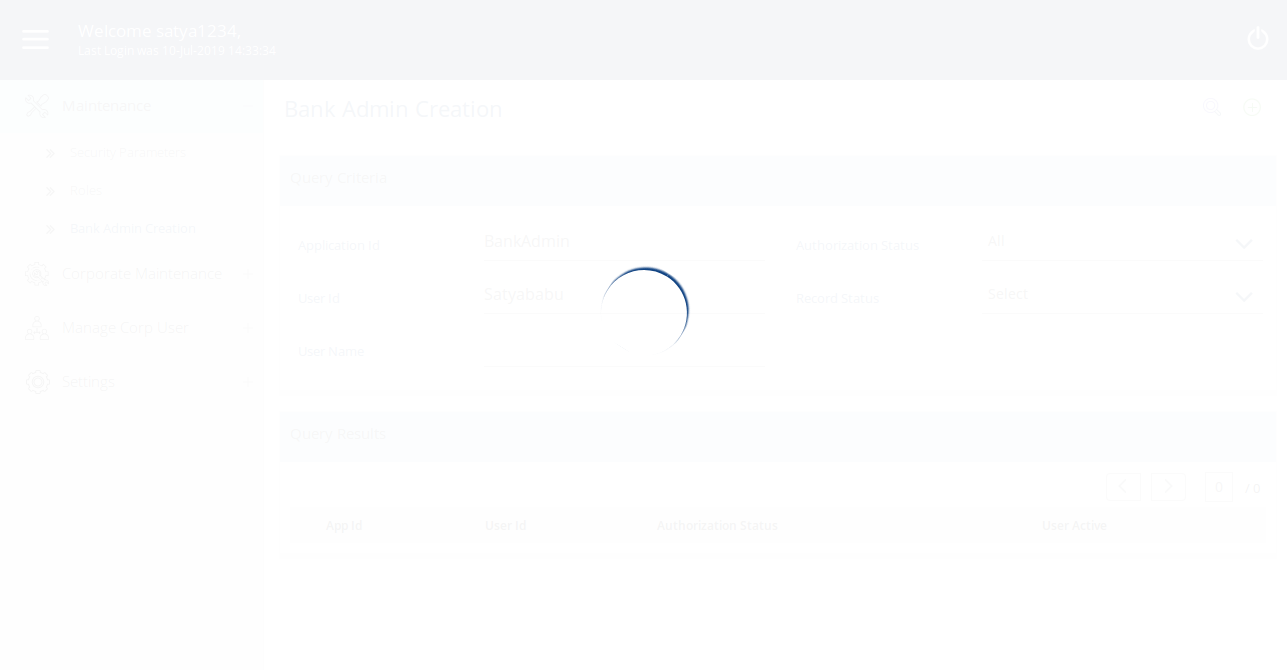 Welcome satya1234,
Last Login was 10-Jul-2019 14:33:34
Maintenance
Security Parameters
Bank Admin Creation
Corporate Maintenance
Manage Corp User
Settings
Bank Admin Creation
Query Criteria
Application Id
BankAdmin
Authorization Status
All
User Id
Satyababu
Record Status
Select
User Name
Query Results
0 / 0
App Id User Id Authorization Status User Active